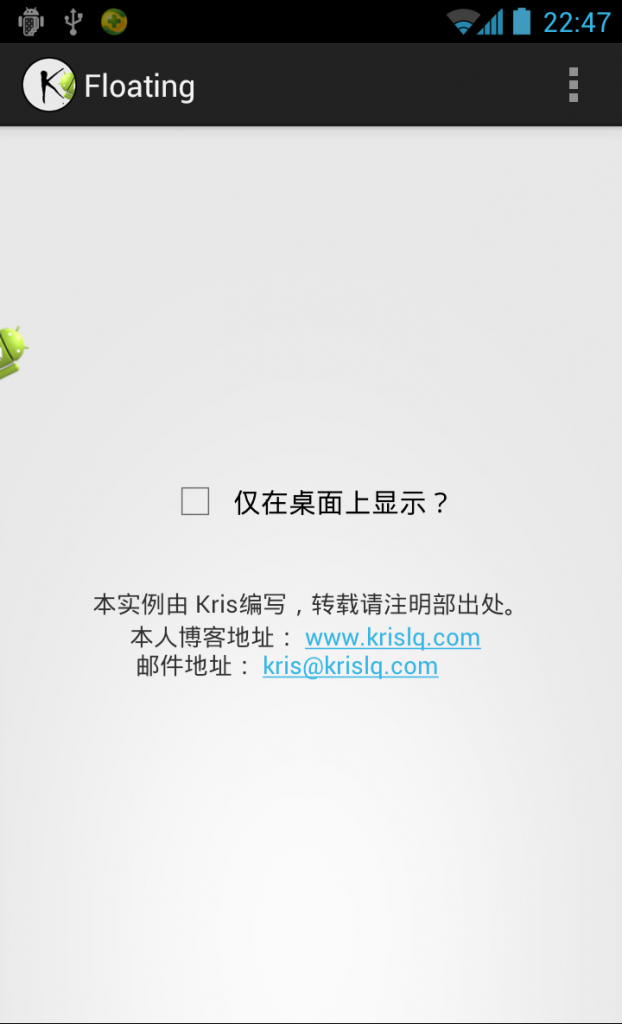 22:47
Floating
仅在桌面上显示？
本实例由 Kris编写，转载请注明部出处。
本人博客地址： www.krislq.com
邮件地址： kris@krislq.com